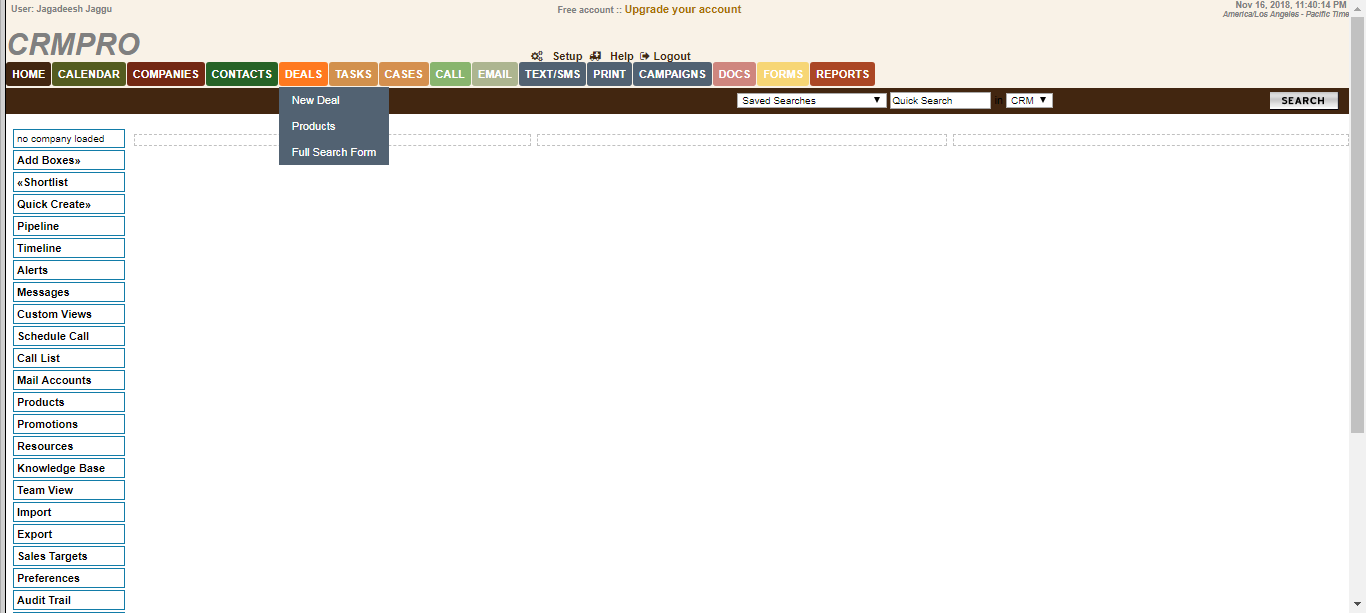 User: Jagadeesh Jaggu
Free account :: Upgrade your account
Nov 16, 2018, 11:40:14 PM
America/Los Angeles - Pacific Time
CRMPRO
Setup Help Logout
HOME CALENDAR COMPANIES CONTACTS DEALS TASKS CASES CALL EMAIL TEXT/SMS PRINT CAMPAIGNS DOCS FORMS REPORTS
New Deal
Products
Full Search Form
Saved Searches Quick Search in CRM SEARCH
no company loaded
Add Boxes»
«Shortlist
Quick Create»
Pipeline
Timeline
Alerts
Messages
Custom Views
Schedule Call
Call List
Mail Accounts
Products
Promotions
Resources
Knowledge Base
Team View
Import
Export
Sales Targets
Preferences
Audit Trail